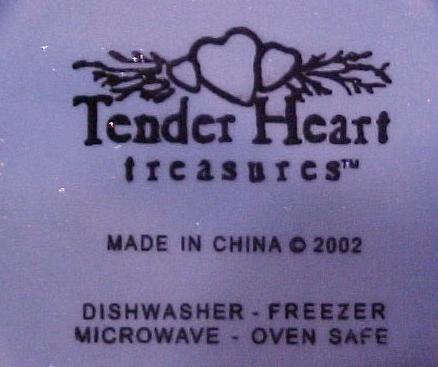 Tender Heart
treasures™
MADE IN CHINA © 2002
DISHWASHER - FREEZER
MICROWAVE - OVEN SAFE